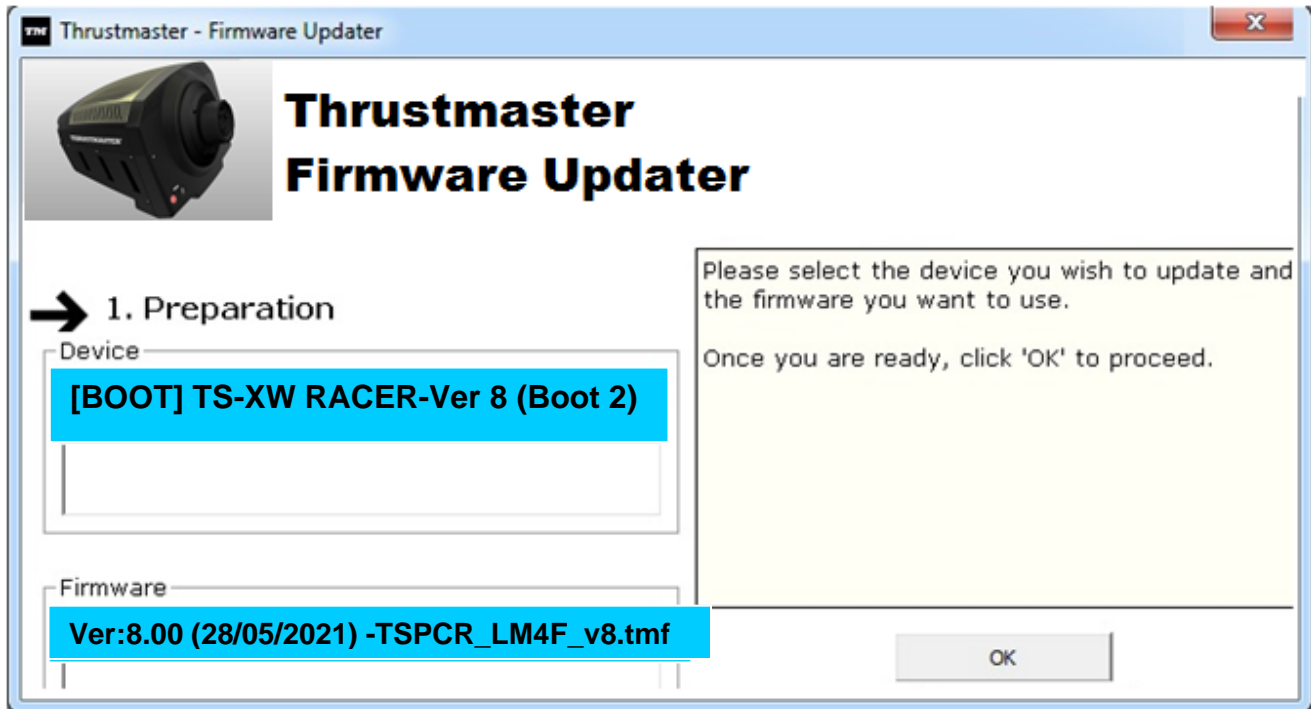 Thrustmaster - Firmware Updater
Thrustmaster
Firmware Updater
1. Preparation
Device
[BOOT] TS-XW RACER-Ver 8 (Boot 2)
Firmware
Ver:8.00 (28/05/2021) -TSPCR_LM4F_v8.tmf
Please select the device you wish to update and
the firmware you want to use.
Once you are ready, click 'OK' to proceed.
OK